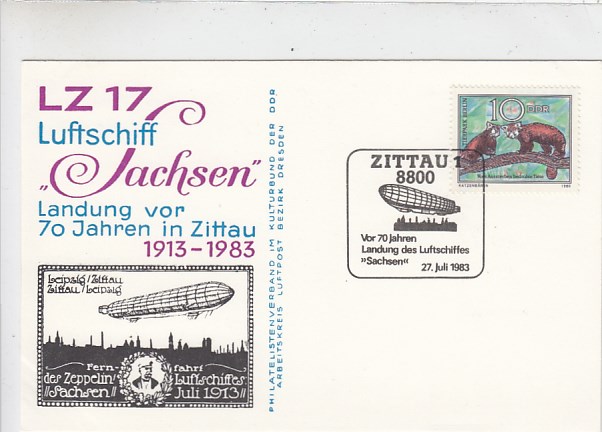 LZ 17
Luftschiff
„Sachsen"
Landung vor
70 Jahren in Zittau
1913-1983
Leipzig/Zittau
Zittau/Leipzig
Fern- fahrt
des Zeppelin/ Luftschiffes
"Sachsen" Juli 1913"
PHILATELISTENVERBAND IM KULTURBUND DER DDR
ARBEITSKREIS LUFTPOST BEZIRK DRESDEN
TIERPARK BERLIN
10 DDR
1980
ZITTAU 1
8800
Vor 70 Jahren
Landung des Luftschiffes
»Sachsen«
27. Juli 1983